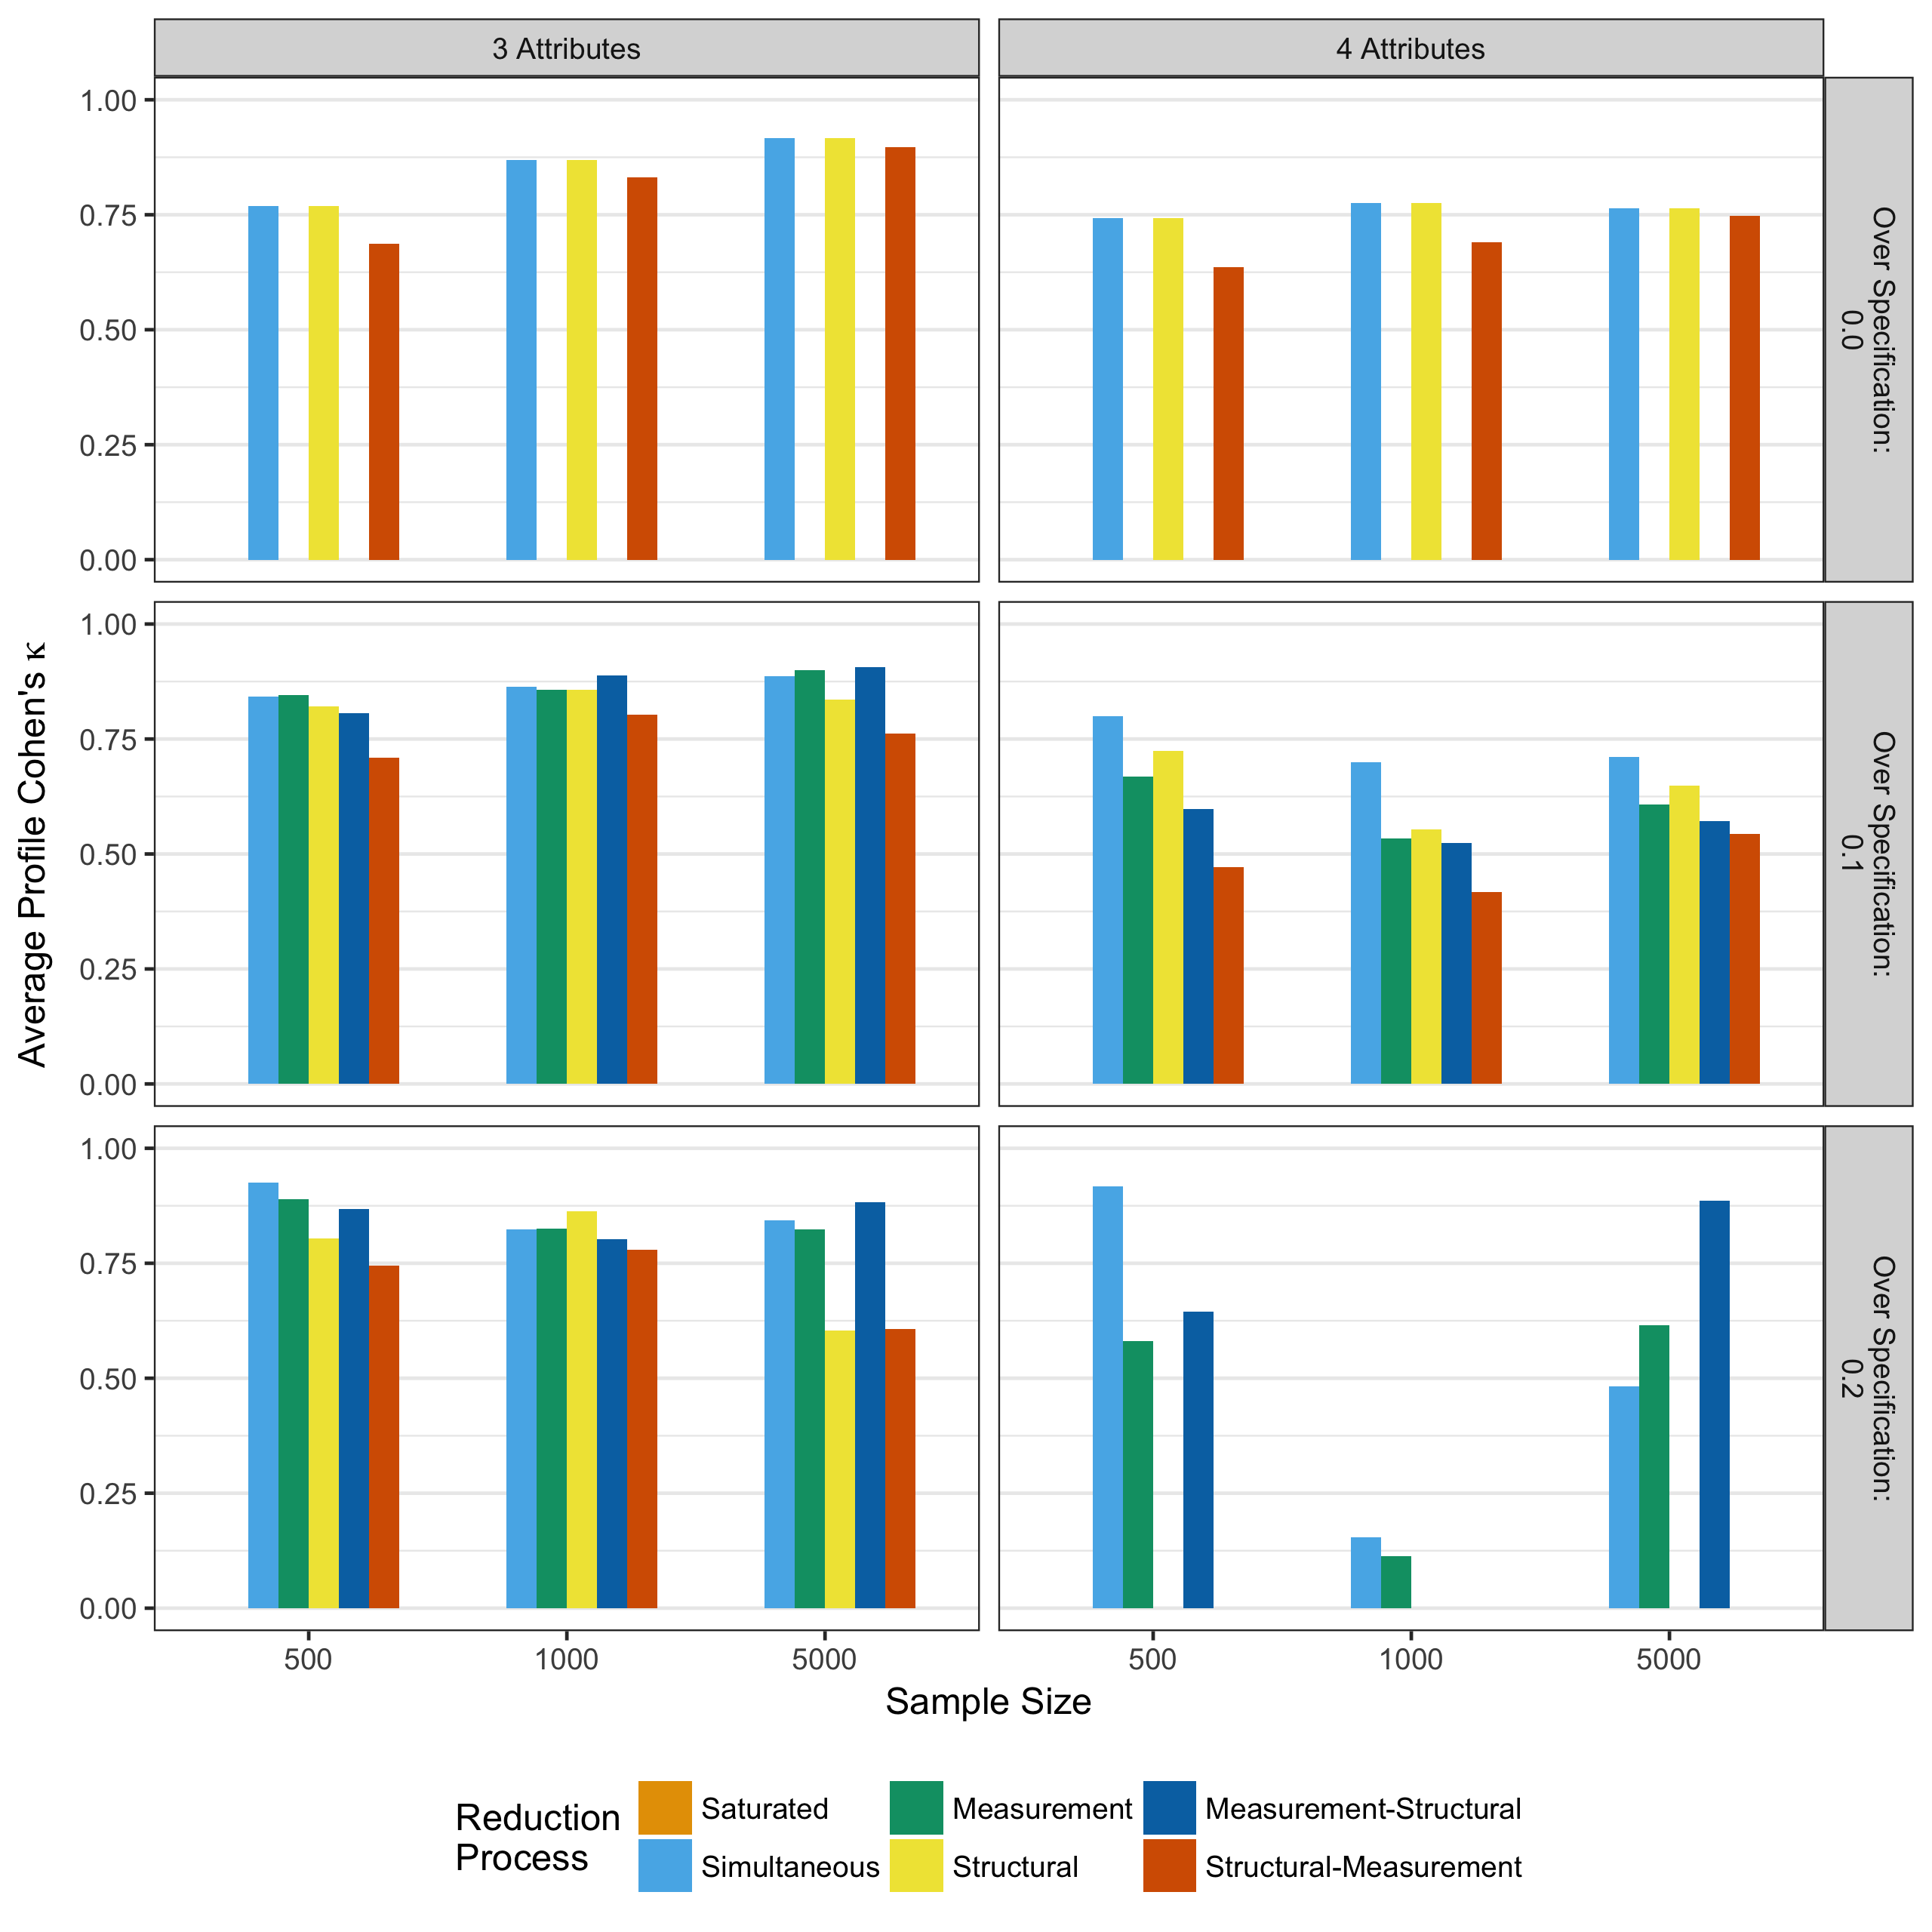 3 Attributes
4 Attributes
1.00
0.75
0.50
0.25
0.00
Over Specification:
0.0
1.00
0.75
0.50
0.25
0.00
Over Specification:
0.1
1.00
0.75
0.50
0.25
0.00
Over Specification:
0.2
Average Profile Cohen's κ
500
1000
5000
500
1000
5000
Sample Size
Reduction
Process
Saturated
Measurement
Measurement-Structural
Simultaneous
Structural
Structural-Measurement